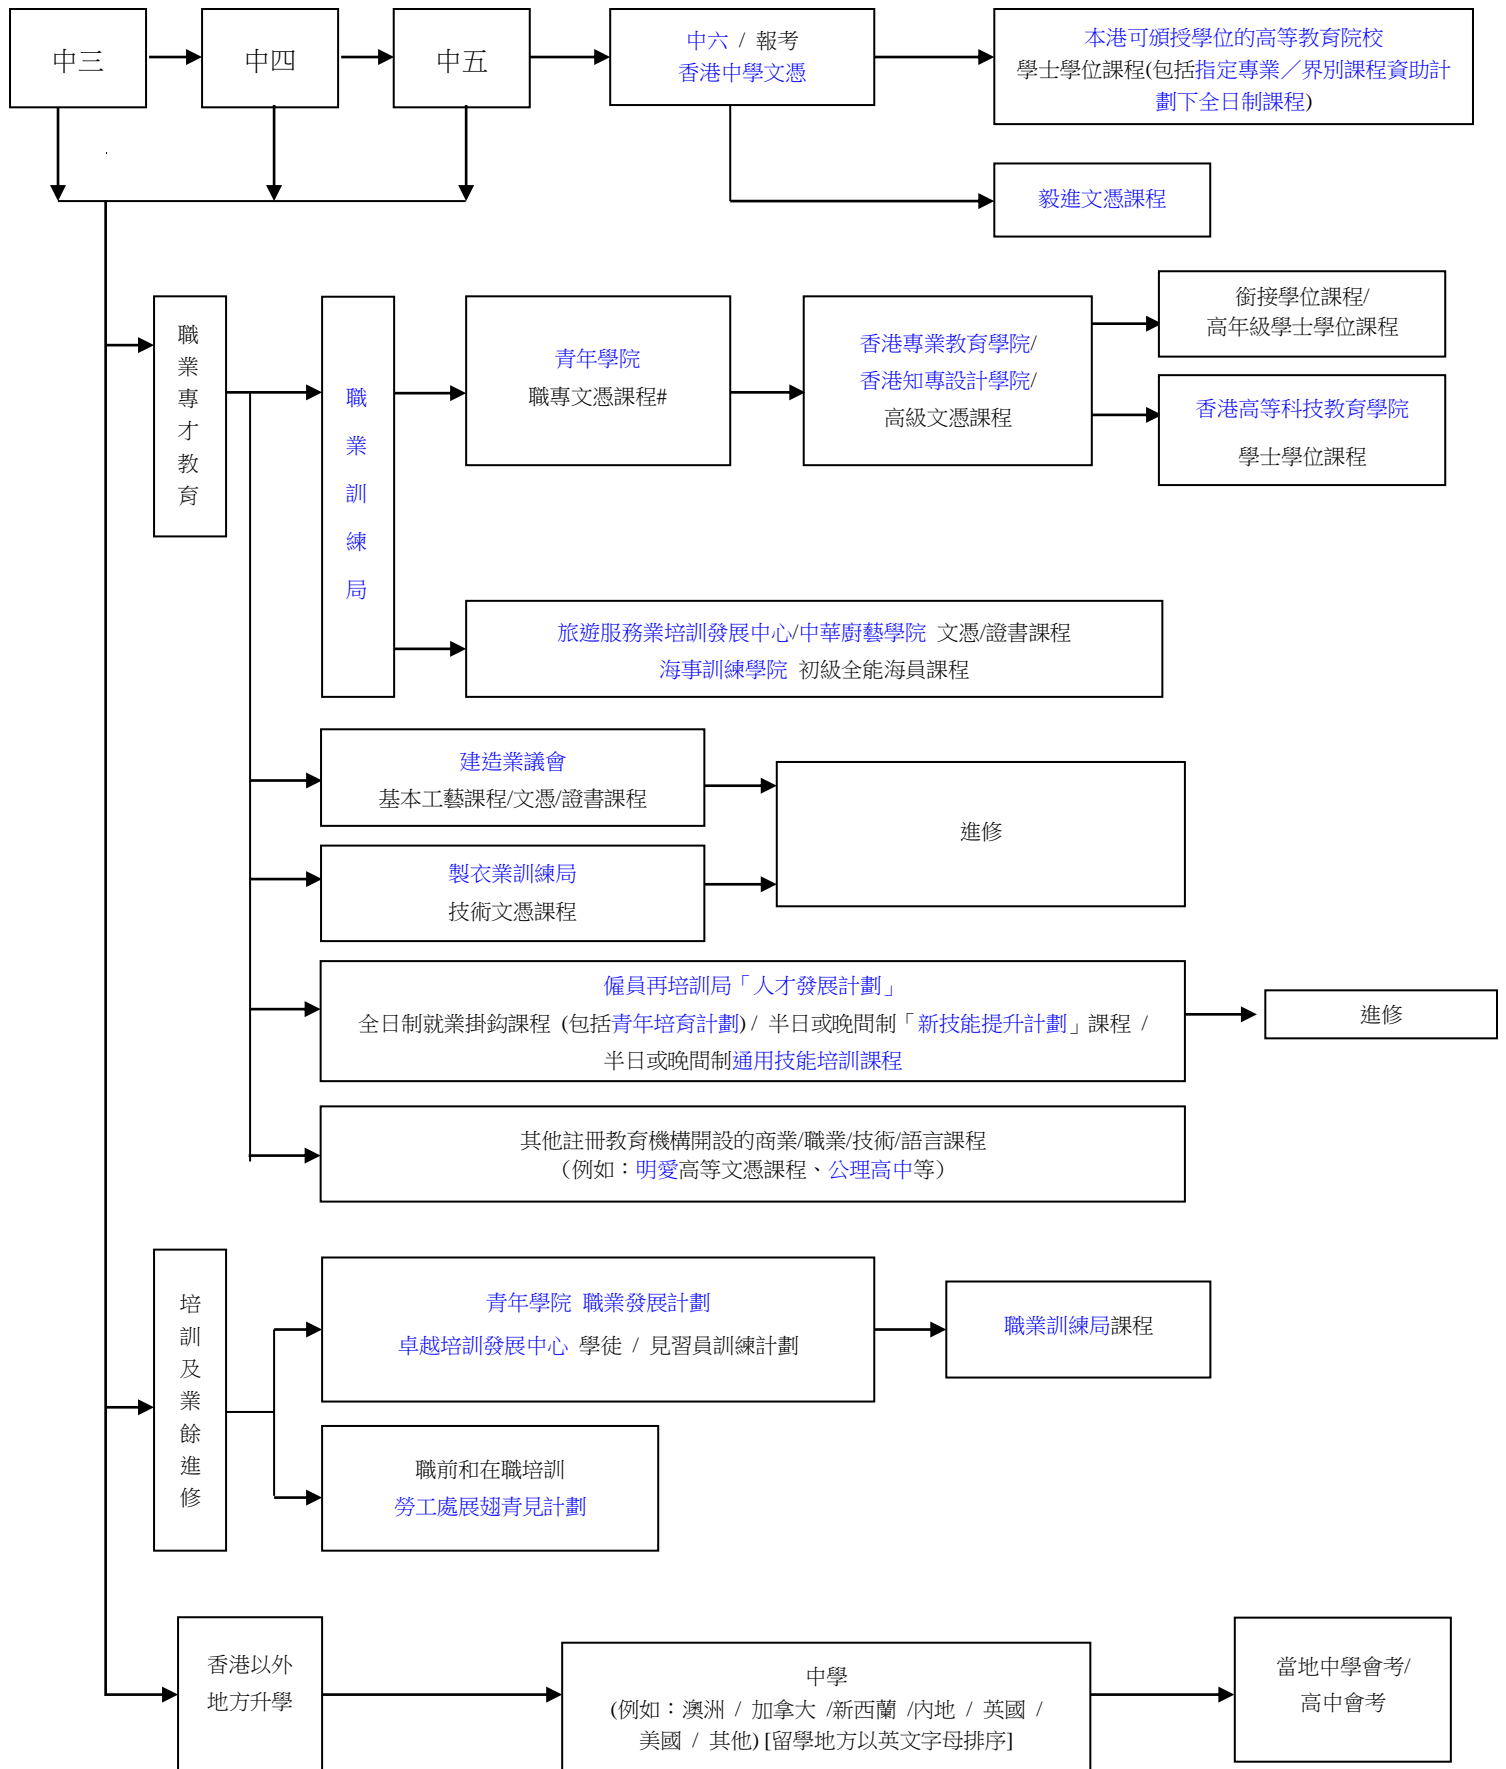 中三
中四
中五
中六 / 報考
香港中學文憑
本港可頒授學位的高等教育院校
學士學位課程(包括指定專業／界別課程資助計
劃下全日制課程)
毅進文憑課程
職業專才教育
職業訓練局
青年學院
職專文憑課程#
香港專業教育學院/
香港知專設計學院/
高級文憑課程
銜接學位課程/
高年級學士學位課程
香港高等科技教育學院
學士學位課程
旅遊服務業培訓發展中心/中華廚藝學院 文憑/證書課程
海事訓練學院 初級全能海員課程
建造業議會
基本工藝課程/文憑/證書課程
製衣業訓練局
技術文憑課程
進修
僱員再培訓局「人才發展計劃」
全日制就業掛鈎課程 (包括青年培育計劃) / 半日或晚間制「新技能提升計劃」課程 /
半日或晚間制通用技能培訓課程
進修
其他註冊教育機構開設的商業/職業/技術/語言課程
（例如：明愛高等文憑課程、公理高中等）
培訓及業餘進修
青年學院 職業發展計劃
卓越培訓發展中心 學徒 / 見習員訓練計劃
職業訓練局課程
職前和在職培訓
勞工處展翅青見計劃
香港以外
地方升學
中學
(例如：澳洲 / 加拿大 /新西蘭 /內地 / 英國 /
美國 / 其他) [留學地方以英文字母排序]
當地中學會考/
高中會考